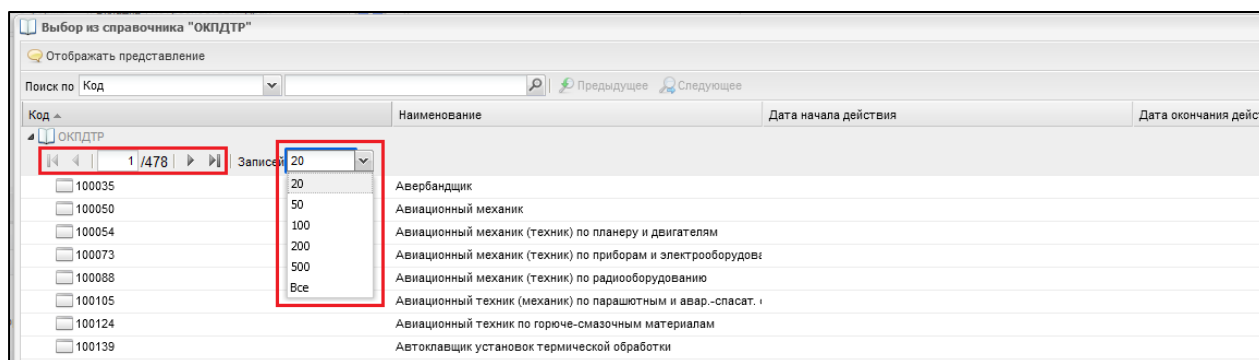 Выбор из справочника "ОКПДТР"
Отображать представление
Поиск по Код Предыдущее Следующее
Код Наименование Дата начала действия Дата окончания дейс
ОКПДТР
1 /478 Записей 20
20
100035 Авербандщик
50
100050 Авиационный механик
100
100054 Авиационный механик (техник) по планеру и двигателям
200
100073 Авиационный механик (техник) по приборам и электрооборудова
500
100088 Авиационный механик (техник) по радиооборудованию
Все
100105 Авиационный техник (механик) по парашютным и авар.-спасат.
100124 Авиационный техник по горюче-смазочным материалам
100139 Автоклавщик установок термической обработки